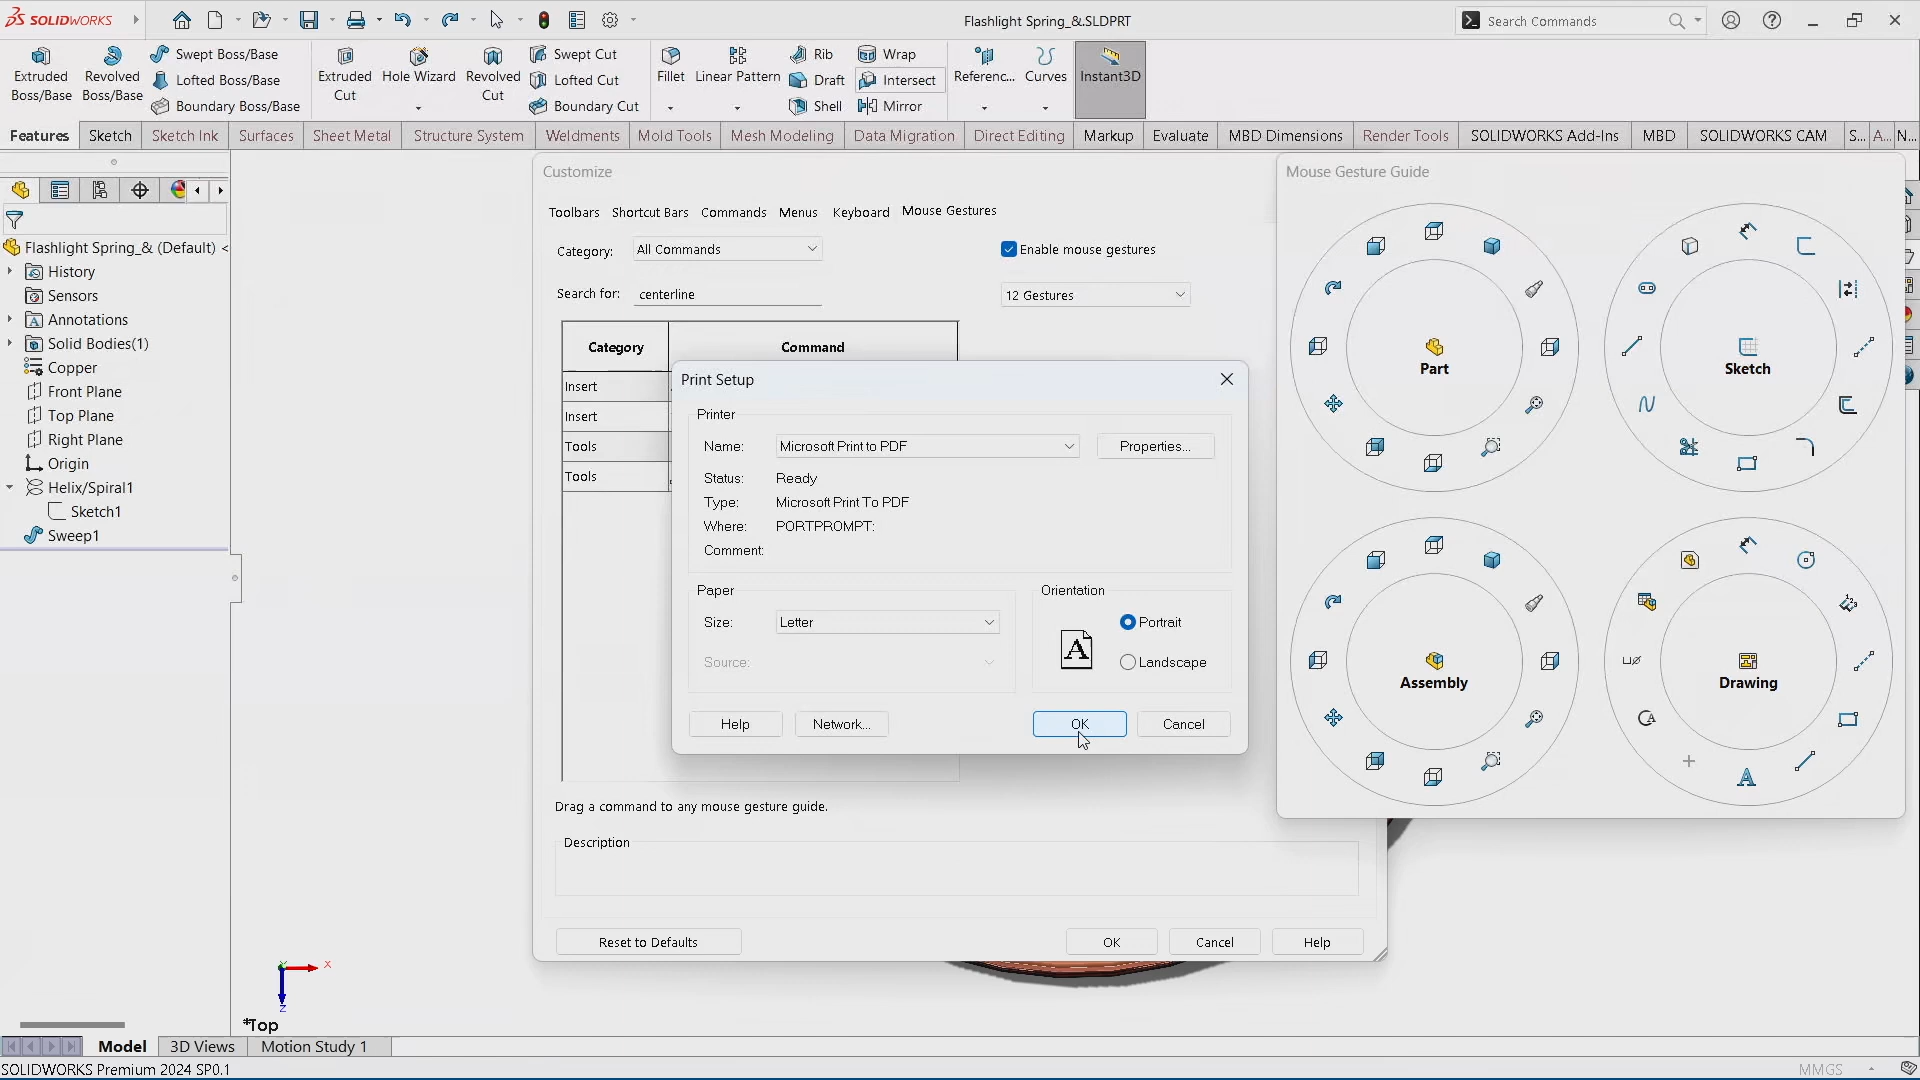 SOLIDWORKS
Flashlight Spring_&.SLDPRT
Search Commands
Extruded Boss/Base
Revolved Boss/Base
Swept Boss/Base
Lofted Boss/Base
Boundary Boss/Base
Extruded Cut
Hole Wizard
Revolved Cut
Swept Cut
Lofted Cut
Boundary Cut
Fillet
Linear Pattern
Rib
Draft
Shell
Wrap
Intersect
Mirror
Referenc...
Curves
Instant3D
Features
Sketch
Sketch Ink
Surfaces
Sheet Metal
Structure System
Weldments
Mold Tools
Mesh Modeling
Data Migration
Direct Editing
Markup
Evaluate
MBD Dimensions
Render Tools
SOLIDWORKS Add-Ins
MBD
SOLIDWORKS CAM
S...
A...
N...
Flashlight Spring_& (Default) <
History
Sensors
Annotations
Solid Bodies(1)
Copper
Front Plane
Top Plane
Right Plane
Origin
Helix/Spiral1
Sketch1
Sweep1
Customize
Toolbars
Shortcut Bars
Commands
Menus
Keyboard
Mouse Gestures
Category:
All Commands
Enable mouse gestures
Search for:
centerline
12 Gestures
Category
Command
Insert
Insert
Tools
Tools
Print Setup
Printer
Name:
Microsoft Print to PDF
Properties...
Status:
Ready
Type:
Microsoft Print To PDF
Where:
PORTPROMPT:
Comment:
Paper
Size:
Letter
Source:
Orientation
A
Portrait
Landscape
Help
Network...
OK
Cancel
Drag a command to any mouse gesture guide.
Description
Reset to Defaults
OK
Cancel
Help
Mouse Gesture Guide
Part
Sketch
Assembly
Drawing
A
X
Y
Z
*Top
Model
3D Views
Motion Study 1
SOLIDWORKS Premium 2024 SP0.1
MMGS